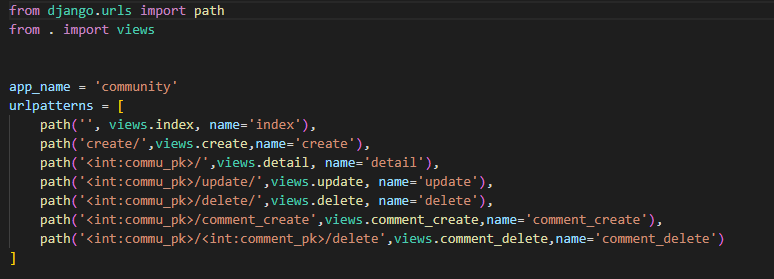 from django.urls import path
from . import views
app_name = 'community'
urlpatterns = [
    path('', views.index, name='index'),
    path('create/',views.create,name='create'),
    path('<int:commu_pk>/',views.detail, name='detail'),
    path('<int:commu_pk>/update/',views.update, name='update'),
    path('<int:commu_pk>/delete/',views.delete, name='delete'),
    path('<int:commu_pk>/comment_create',views.comment_create,name='comment_create'),
    path('<int:commu_pk>/<int:comment_pk>/delete',views.comment_delete,name='comment_delete')
]